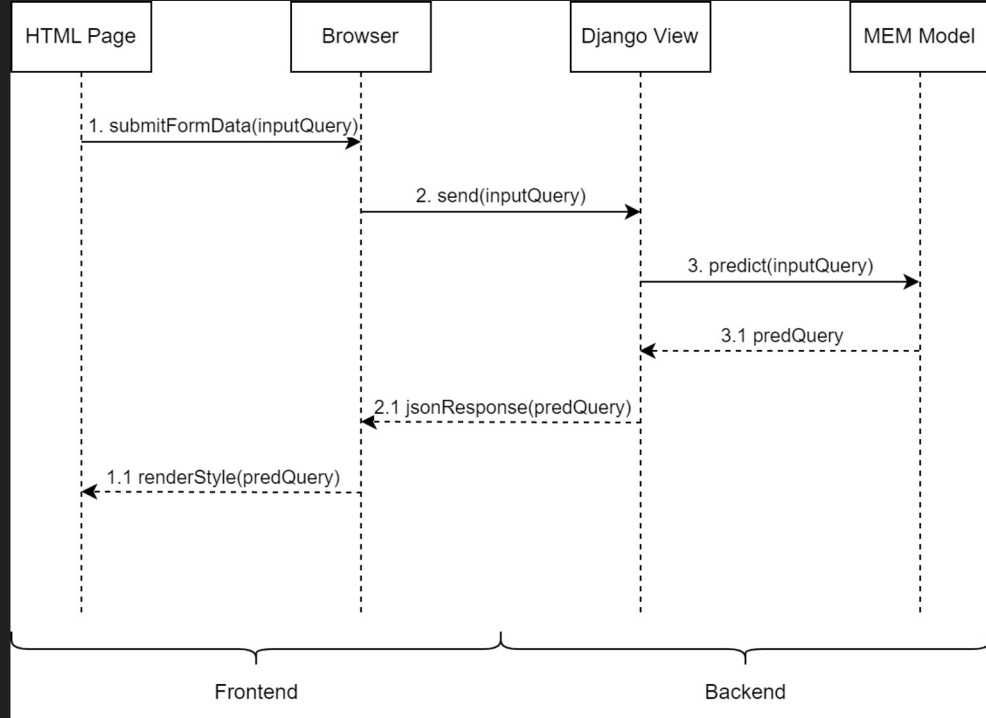 HTML Page
Browser
Django View
MEM Model
1. submitFormData(inputQuery)
2. send(inputQuery)
3. predict(inputQuery)
3.1 predQuery
2.1 jsonResponse(predQuery)
1.1 renderStyle(predQuery)
Frontend
Backend